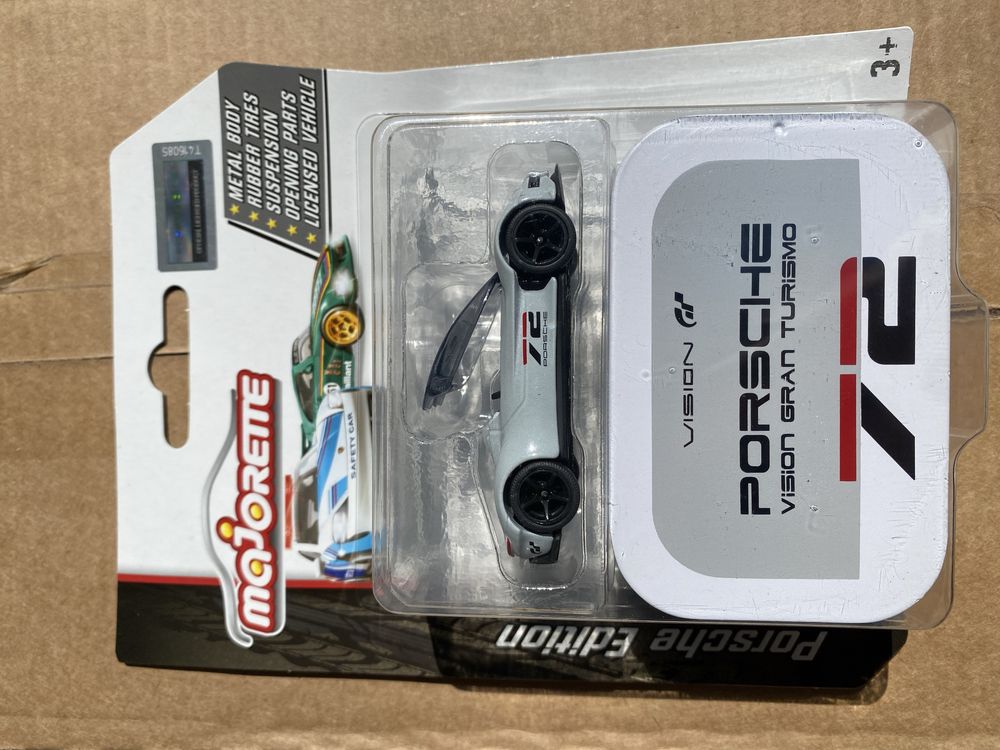 T416085
METAL BODY
RUBBER TIRES
SUSPENSION
OPENING PARTS
LICENSED VEHICLE
3+
majorette
SAFETY CAR
Porsche Edition
72
PORSCHE
VISION GT
PORSCHE
VISION GRAN TURISMO
72